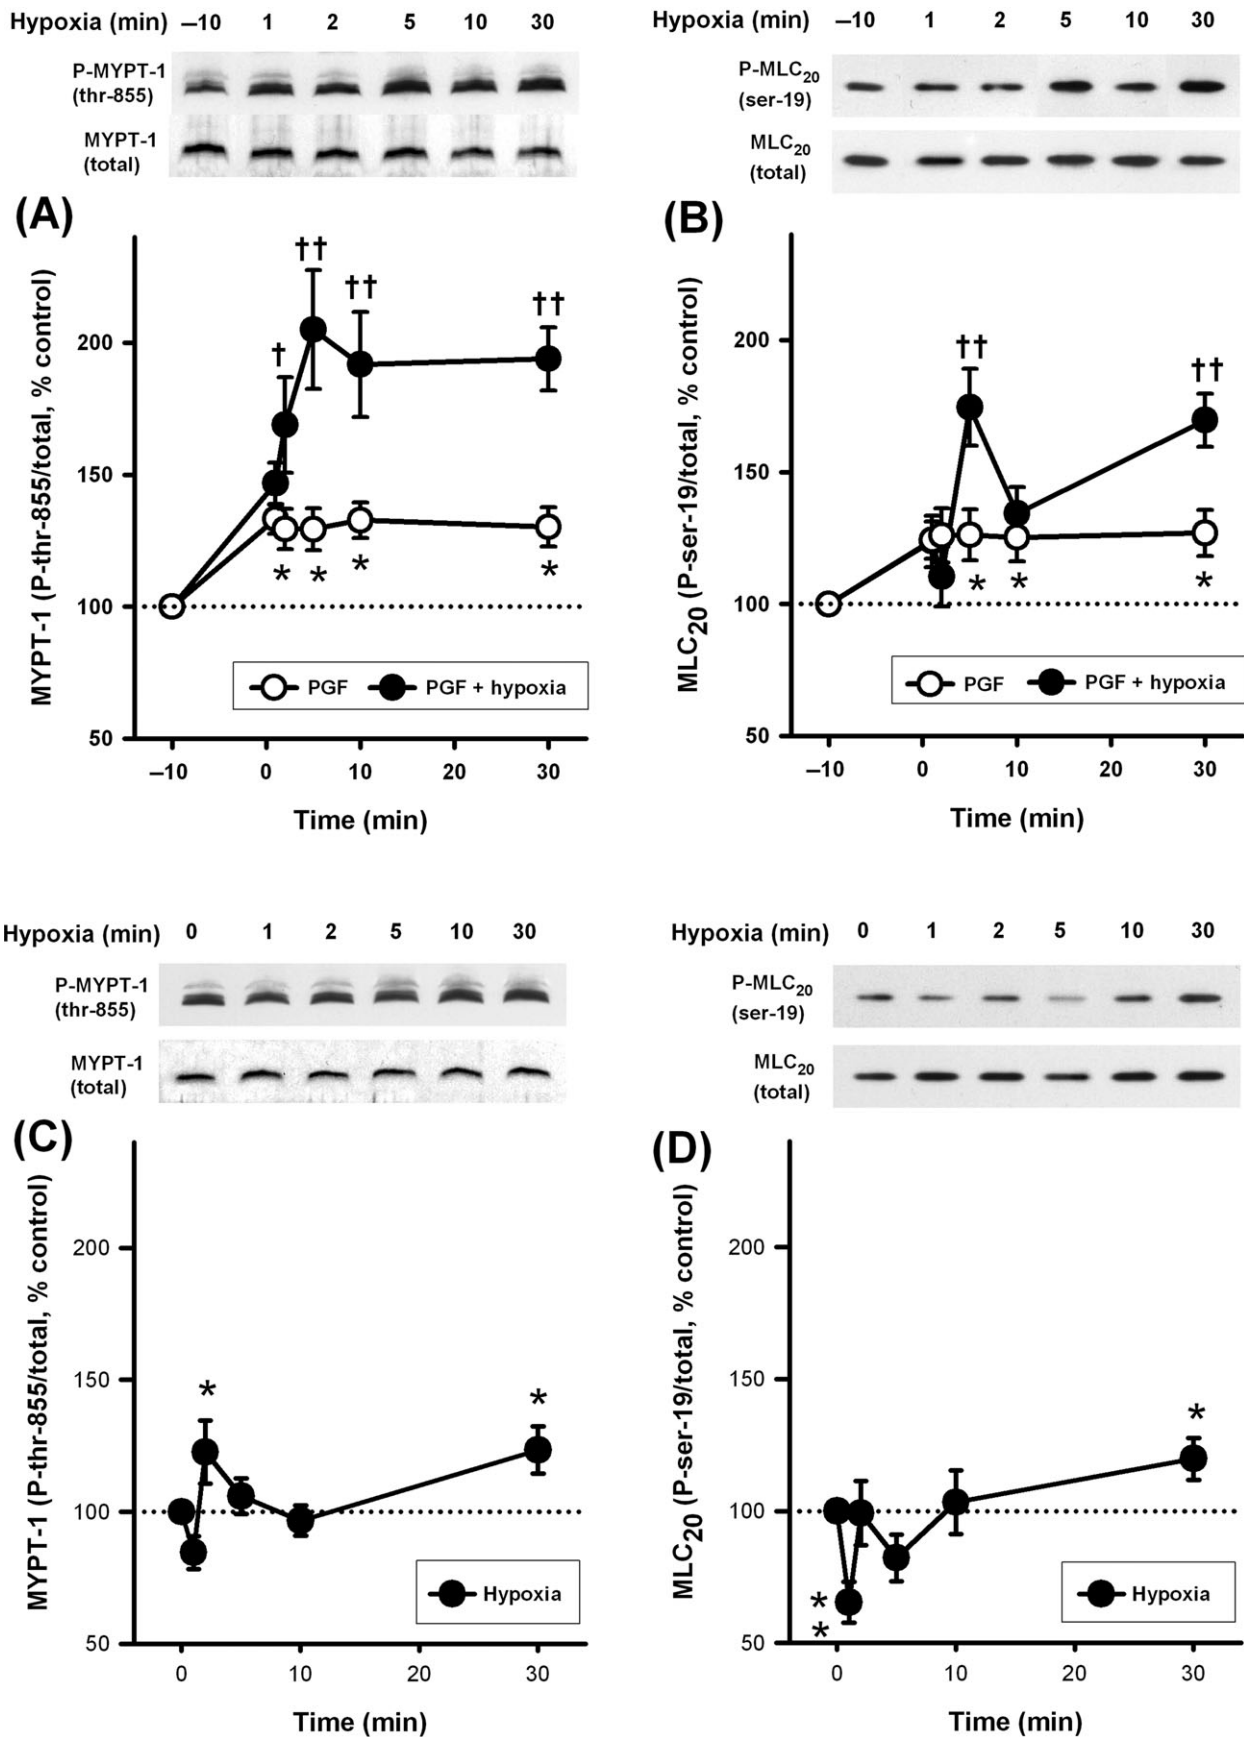 Hypoxia (min) –10 1 2 5 10 30
P-MYPT-1
(thr-855)
MYPT-1
(total)
(A)
MYPT-1 (P-thr-855/total, % control)
200
150
100
50
†
††
††
††
*
*
*
*
PGF
PGF + hypoxia
–10 0 10 20 30
Time (min)
Hypoxia (min) –10 1 2 5 10 30
P-MLC20
(ser-19)
MLC20
(total)
(B)
MLC20 (P-ser-19/total, % control)
200
150
100
50
††
††
*
*
*
PGF
PGF + hypoxia
–10 0 10 20 30
Time (min)
Hypoxia (min) 0 1 2 5 10 30
P-MYPT-1
(thr-855)
MYPT-1
(total)
(C)
MYPT-1 (P-thr-855/total, % control)
200
150
100
50
*
*
Hypoxia
0 10 20 30
Time (min)
Hypoxia (min) 0 1 2 5 10 30
P-MLC20
(ser-19)
MLC20
(total)
(D)
MLC20 (P-ser-19/total, % control)
200
150
100
50
*
*
*
Hypoxia
0 10 20 30
Time (min)